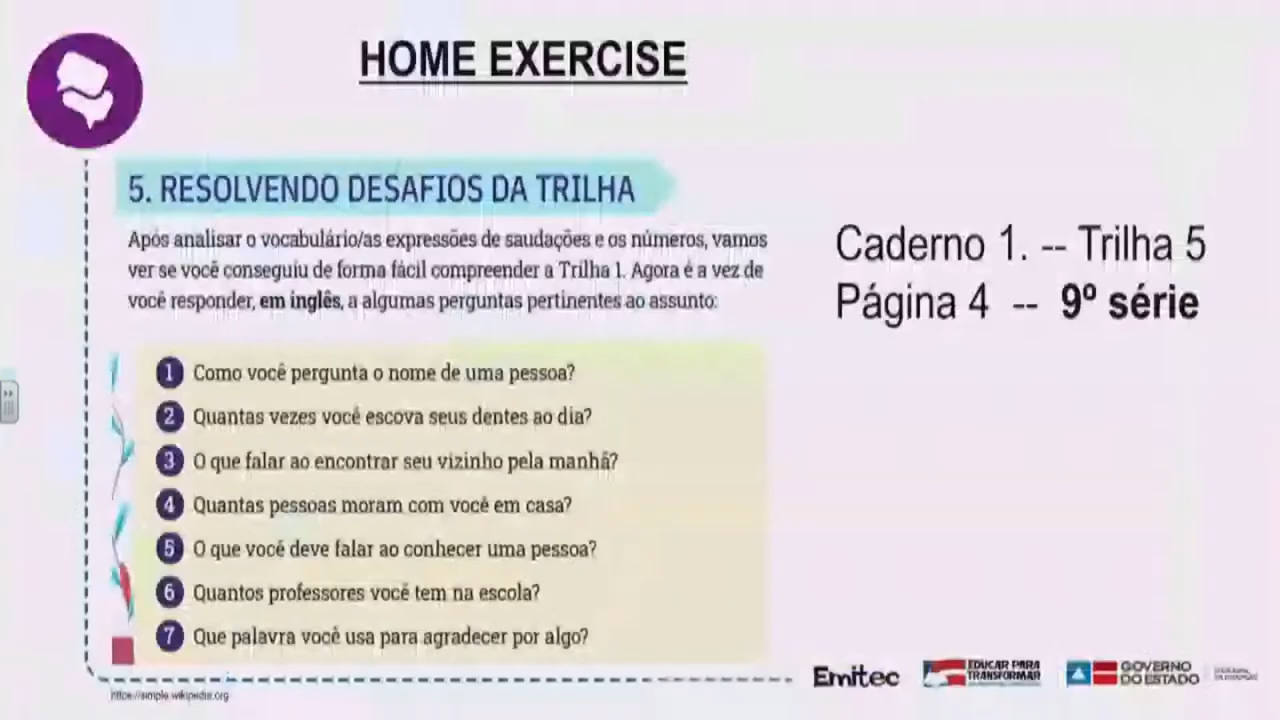 HOME EXERCISE
5. RESOLVENDO DESAFIOS DA TRILHA
Após analisar o vocabulário/as expressões de saudações e os números, vamos
ver se você conseguiu de forma fácil compreender a Trilha 1. Agora é a vez de
você responder, em inglês, a algumas perguntas pertinentes ao assunto:
1 Como você pergunta o nome de uma pessoa?
2 Quantas vezes você escova seus dentes ao dia?
3 O que falar ao encontrar seu vizinho pela manhã?
4 Quantas pessoas moram com você em casa?
5 O que você deve falar ao conhecer uma pessoa?
6 Quantos professores você tem na escola?
7 Que palavra você usa para agradecer por algo?
Caderno 1. -- Trilha 5
Página 4 -- 9º série
https://simple.wikipedia.org
Emitec
EDUCAR PARA
TRANSFORMAR
GOVERNO
DO ESTADO